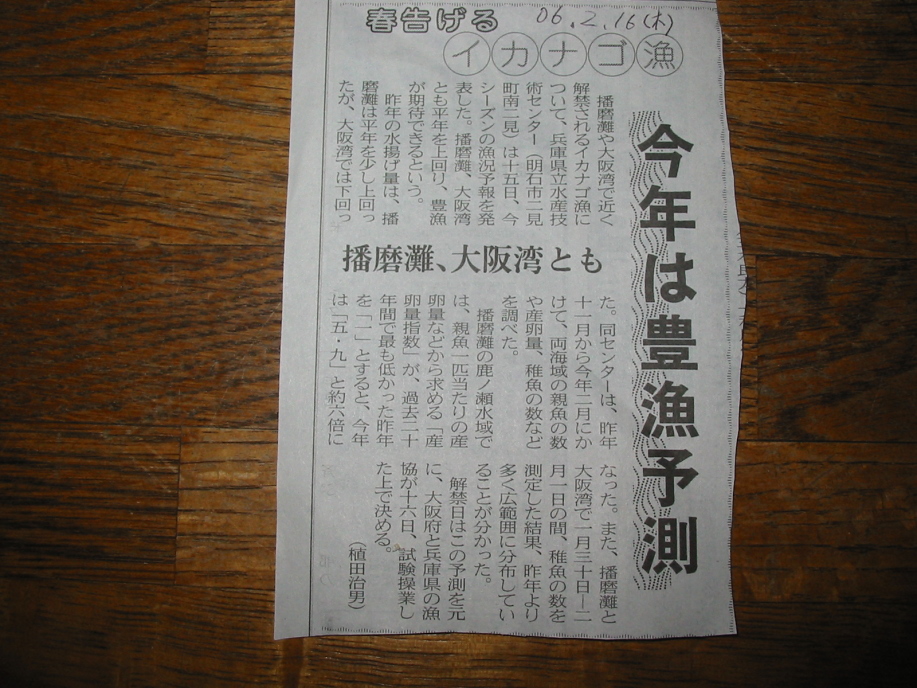 春告げる
06.2.16(木)
イカナゴ漁
今年は豊漁予測
播磨灘、大阪湾とも
播磨灘や大阪湾で近く
解禁されるイカナゴ漁に
ついて、兵庫県立水産技
術センター(明石市二見
町南二見)は十五日、今
シーズンの漁況予報を発
表した。播磨灘、大阪湾
とも平年を上回り、豊漁
が期待できるという。
昨年の水揚げ量は、播
磨灘は平年を少し上回っ
たが、大阪湾では下回っ
た。同センターは、昨年
十一月から今年二月にか
けて、両海域の親魚の数
や産卵量、稚魚の数など
を調べた。
播磨灘の鹿ノ瀬水域で
は、親魚一匹当たりの産
卵量などから求める「産
卵量指数」が、過去二十
年間で最も低かった昨年
を「一」とすると、今年
は「五・九」と約六倍に
なった。また、播磨灘と
大阪湾で一月三十日―二
月一日の間、稚魚の数を
測定した結果、昨年より
多く広範囲に分布してい
ることが分かった。
解禁日はこの予測を元
に、大阪府と兵庫県の漁
協が十六日、試験操業し
た上で決める。
(植田治男)